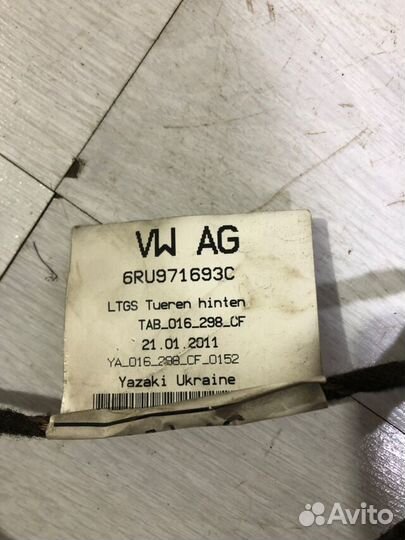 VW AG
6RU971693C
LTGS Tueren hinten
TAB_016_298_CF
21.01.2011
YA_016_298_CF_0152
Yazaki Ukraine
Avito